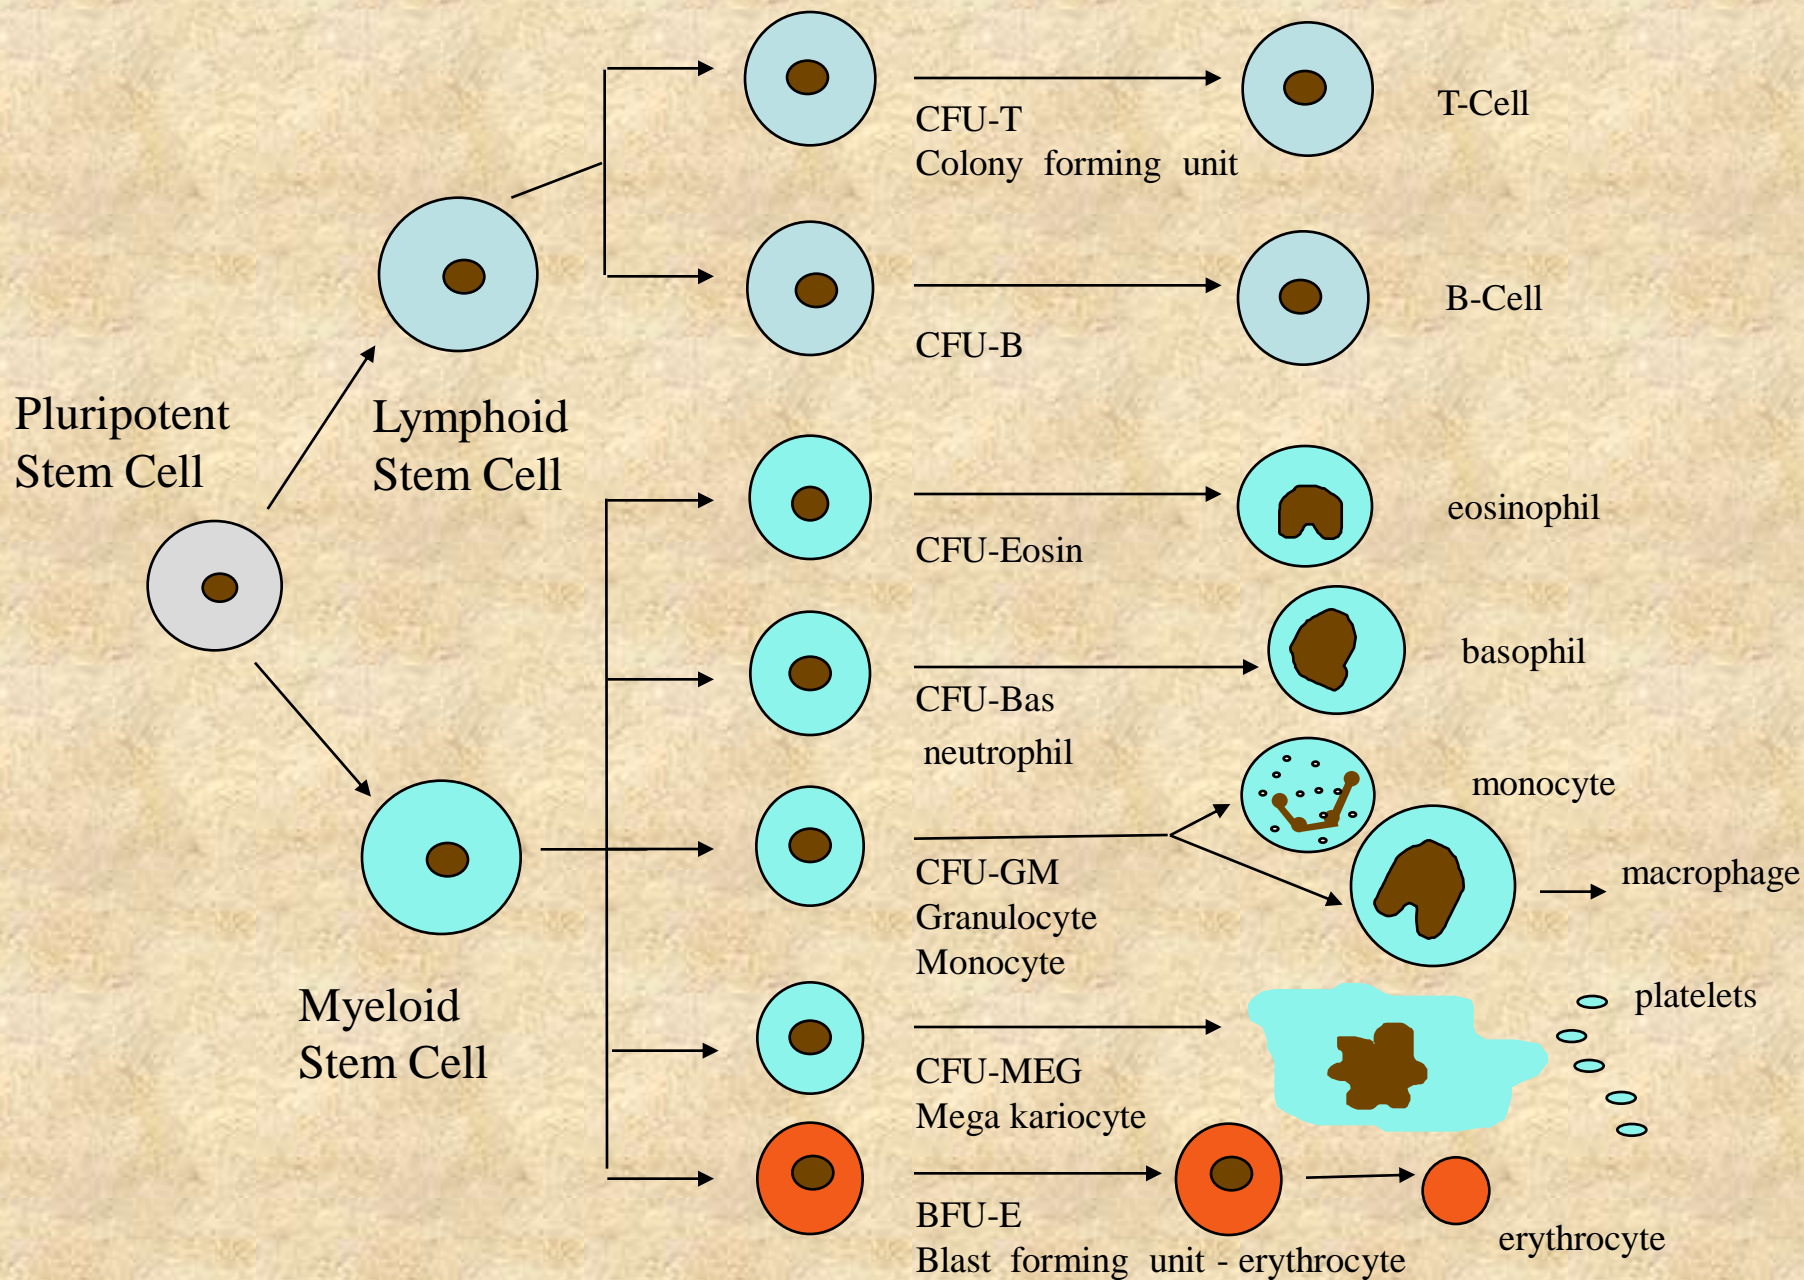 CFU-T
Colony forming unit
T-Cell
CFU-B
B-Cell
Pluripotent
Stem Cell
Lymphoid
Stem Cell
CFU-Eosin
eosinophil
CFU-Bas
basophil
neutrophil
monocyte
CFU-GM
Granulocyte
Monocyte
macrophage
Myeloid
Stem Cell
platelets
CFU-MEG
Mega kariocyte
BFU-E
Blast forming unit - erythrocyte
erythrocyte